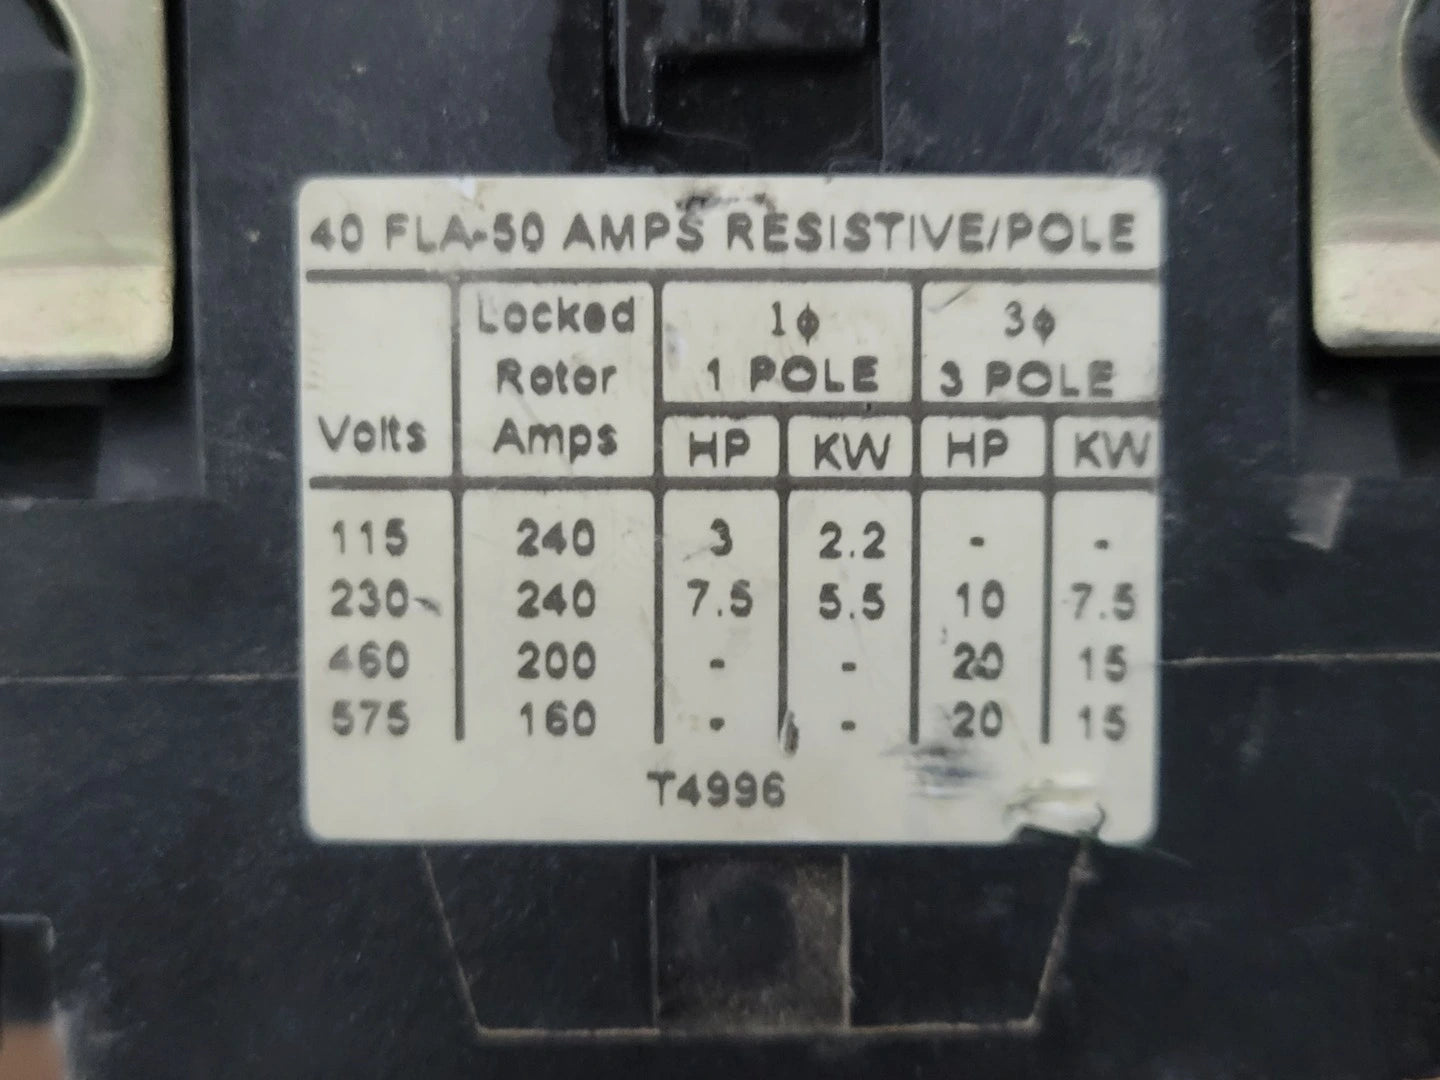 40 FLA-50 AMPS RESISTIVE/POLE
Volts Locked Rotor Amps 1ϕ 1 POLE 3ϕ 3 POLE
HP KW HP KW
115 240 3 2.2 - -
230 240 7.5 5.5 10 7.5
460 200 - - 20 15
575 160 - - 20 15
T4996